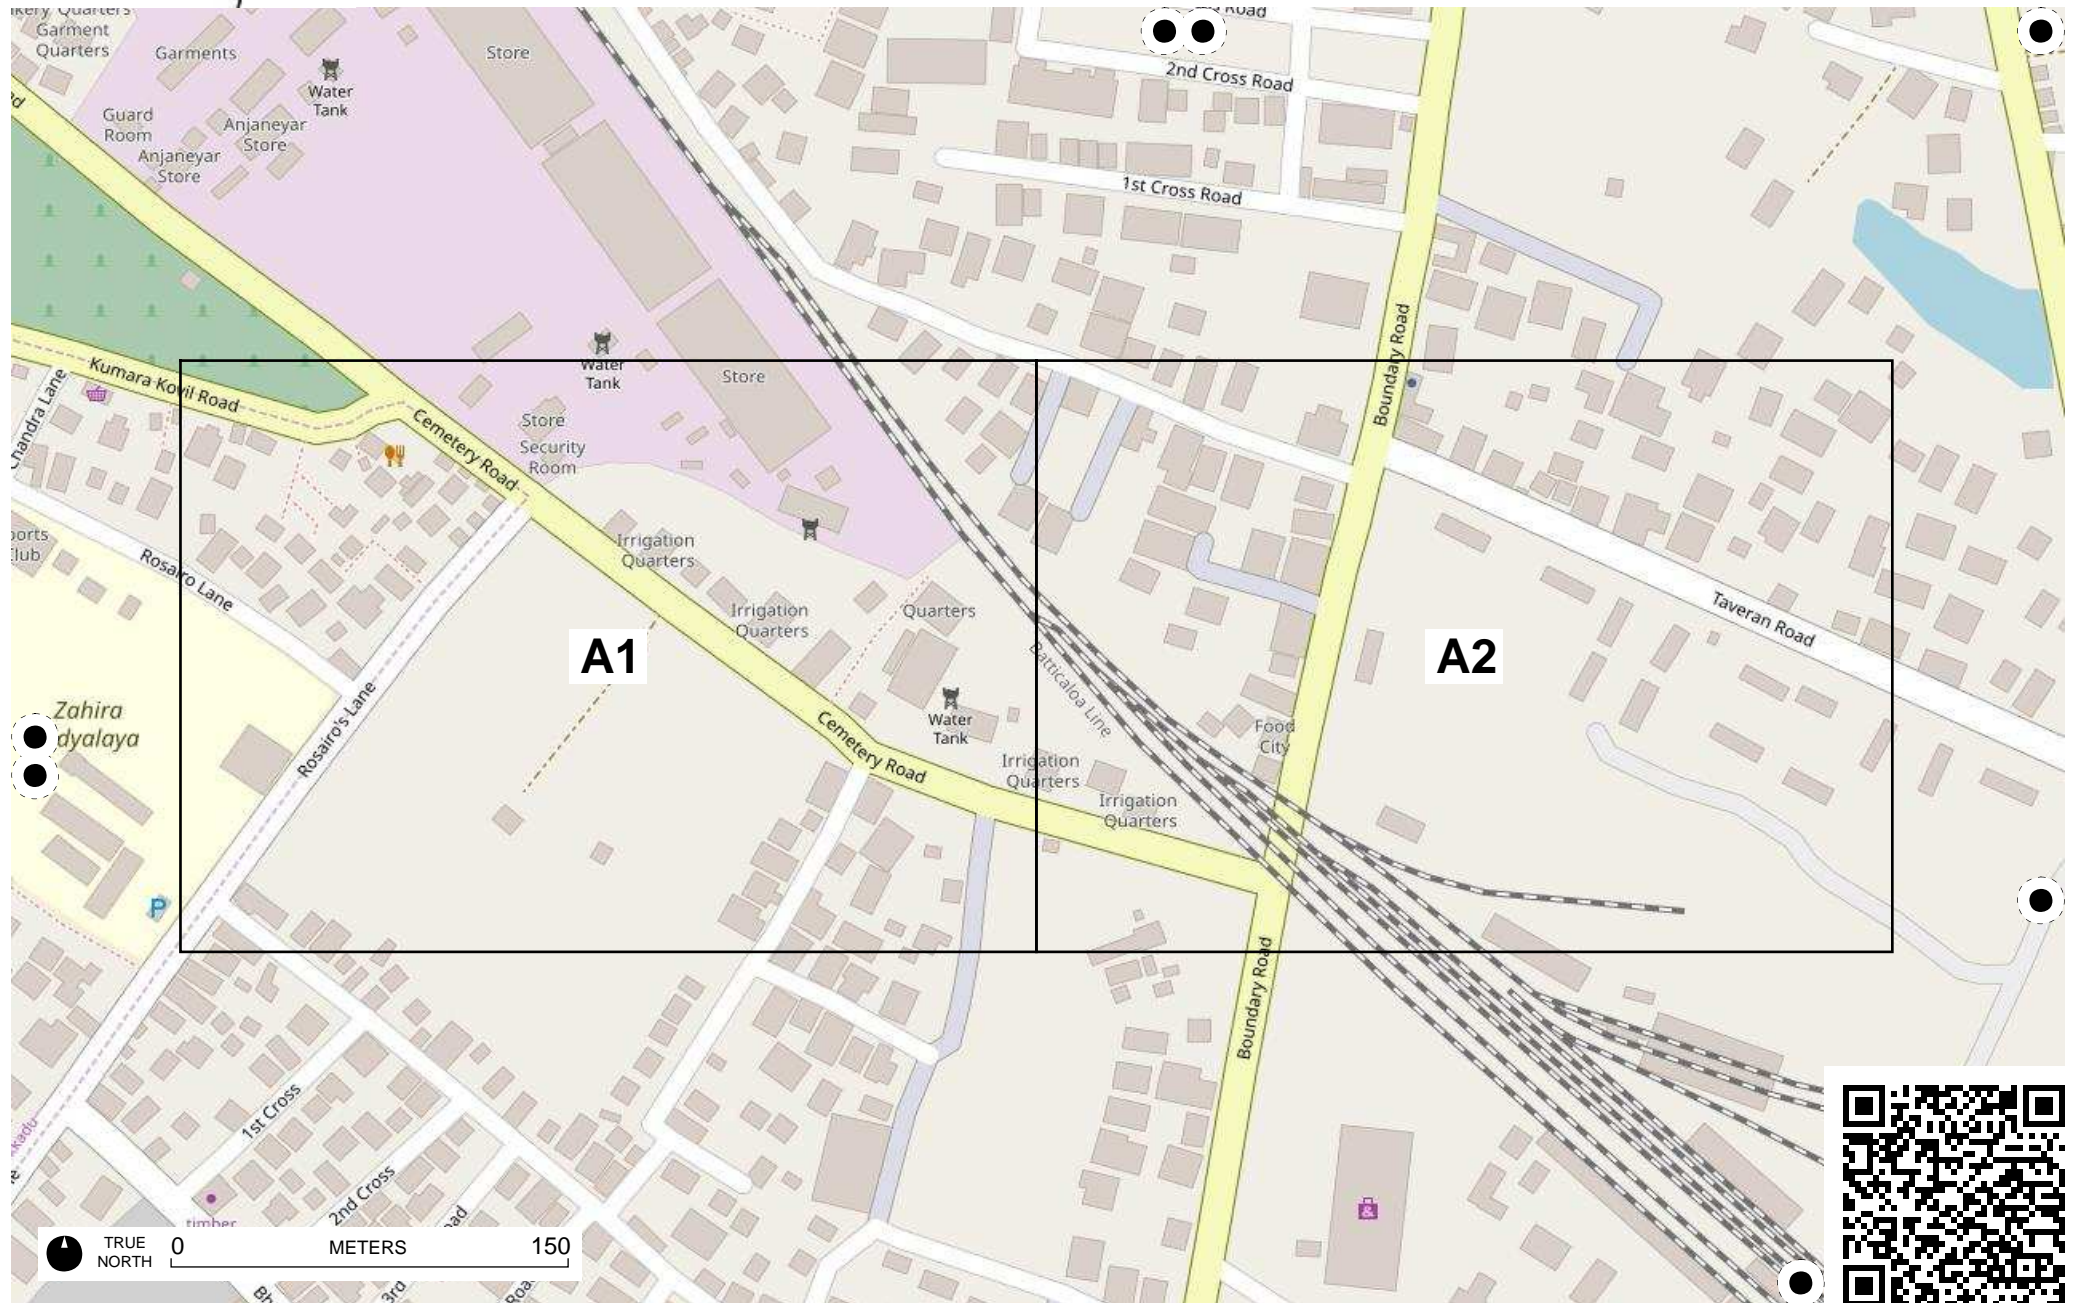 Garment
Quarters
Garments
Store
Water
Tank
Guard
Room
Anjaneyar
Store
Anjaneyar
Store
2nd Cross Road
1st Cross Road
Boundary Road
Kumara Kovil Road
Chandra Lane
Water
Tank
Store
Store
Security
Room
Cemetery Road
Irrigation
Quarters
Rosairo Lane
Irrigation
Quarters
Quarters
Taveran Road
A1
A2
Batticaloa Line
Zahira
Rosairo's Lane
Water
Tank
Cemetery Road
Food
City
Irrigation
Quarters
Irrigation
Quarters
P
Boundary Road
1st Cross
2nd Cross
timber
TRUE
NORTH
0
METERS
150
3rd